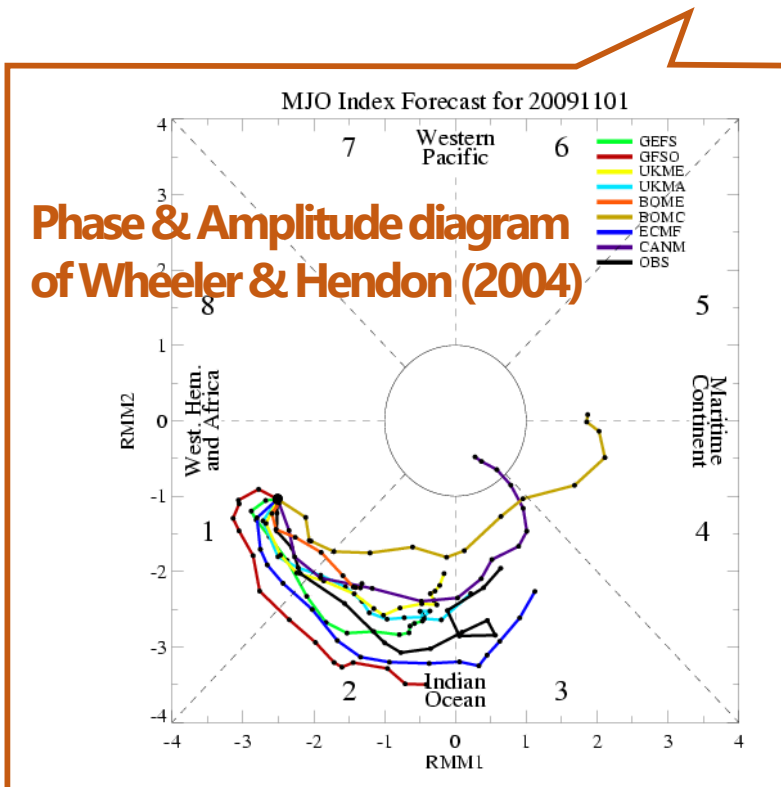 MJO Index Forecast for 20091101
4
7
Western
Pacific
6
GEFS
GFSO
UKME
UKMA
BOME
BOMC
ECMF
CANM
OBS
3
Phase & Amplitude diagram
of Wheeler & Hendon (2004)
2
8
5
1
RMM2
0
West. Hem.
and Africa
Maritime
Continent
-1
1
4
-2
-3
2
Indian
Ocean
3
-4
-4
-3
-2
-1
0
1
2
3
4
RMM1